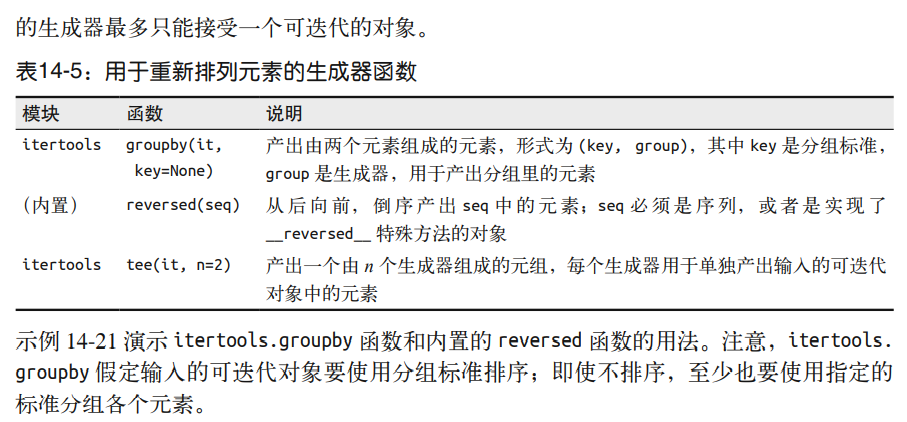 的生成器最多只能接受一个可迭代的对象。
表14-5：用于重新排列元素的生成器函数
模块 函数 说明
itertools groupby(it, 产出由两个元素组成的元素，形式为 (key, group)，其中 key 是分组标准，
key=None) group 是生成器，用于产出分组里的元素
（内置） reversed(seq) 从后向前，倒序产出 seq 中的元素；seq 必须是序列，或者是实现了
__reversed__ 特殊方法的对象
itertools tee(it, n=2) 产出一个由 n 个生成器组成的元组，每个生成器用于单独产出输入的可迭代
对象中的元素
示例 14-21 演示 itertools.groupby 函数和内置的 reversed 函数的用法。注意，itertools.
groupby 假定输入的可迭代对象要使用分组标准排序；即使不排序，至少也要使用指定的
标准分组各个元素。